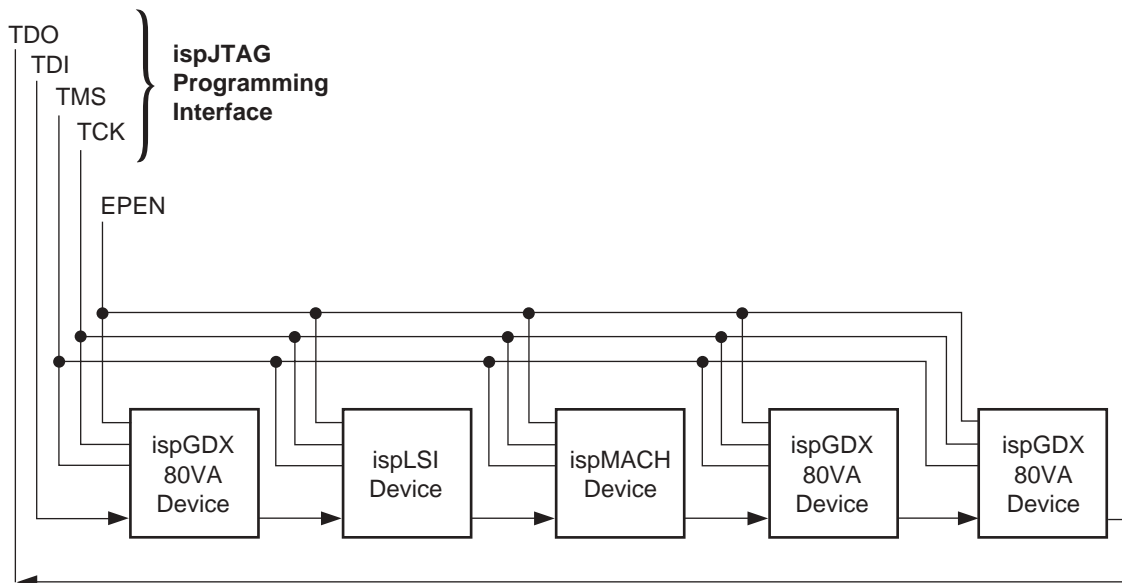 TDO
TDI
TMS
TCK
ispJTAG
Programming
Interface
EPEN
ispGDX
80VA
Device
ispLSI
Device
ispMACH
Device
ispGDX
80VA
Device
ispGDX
80VA
Device